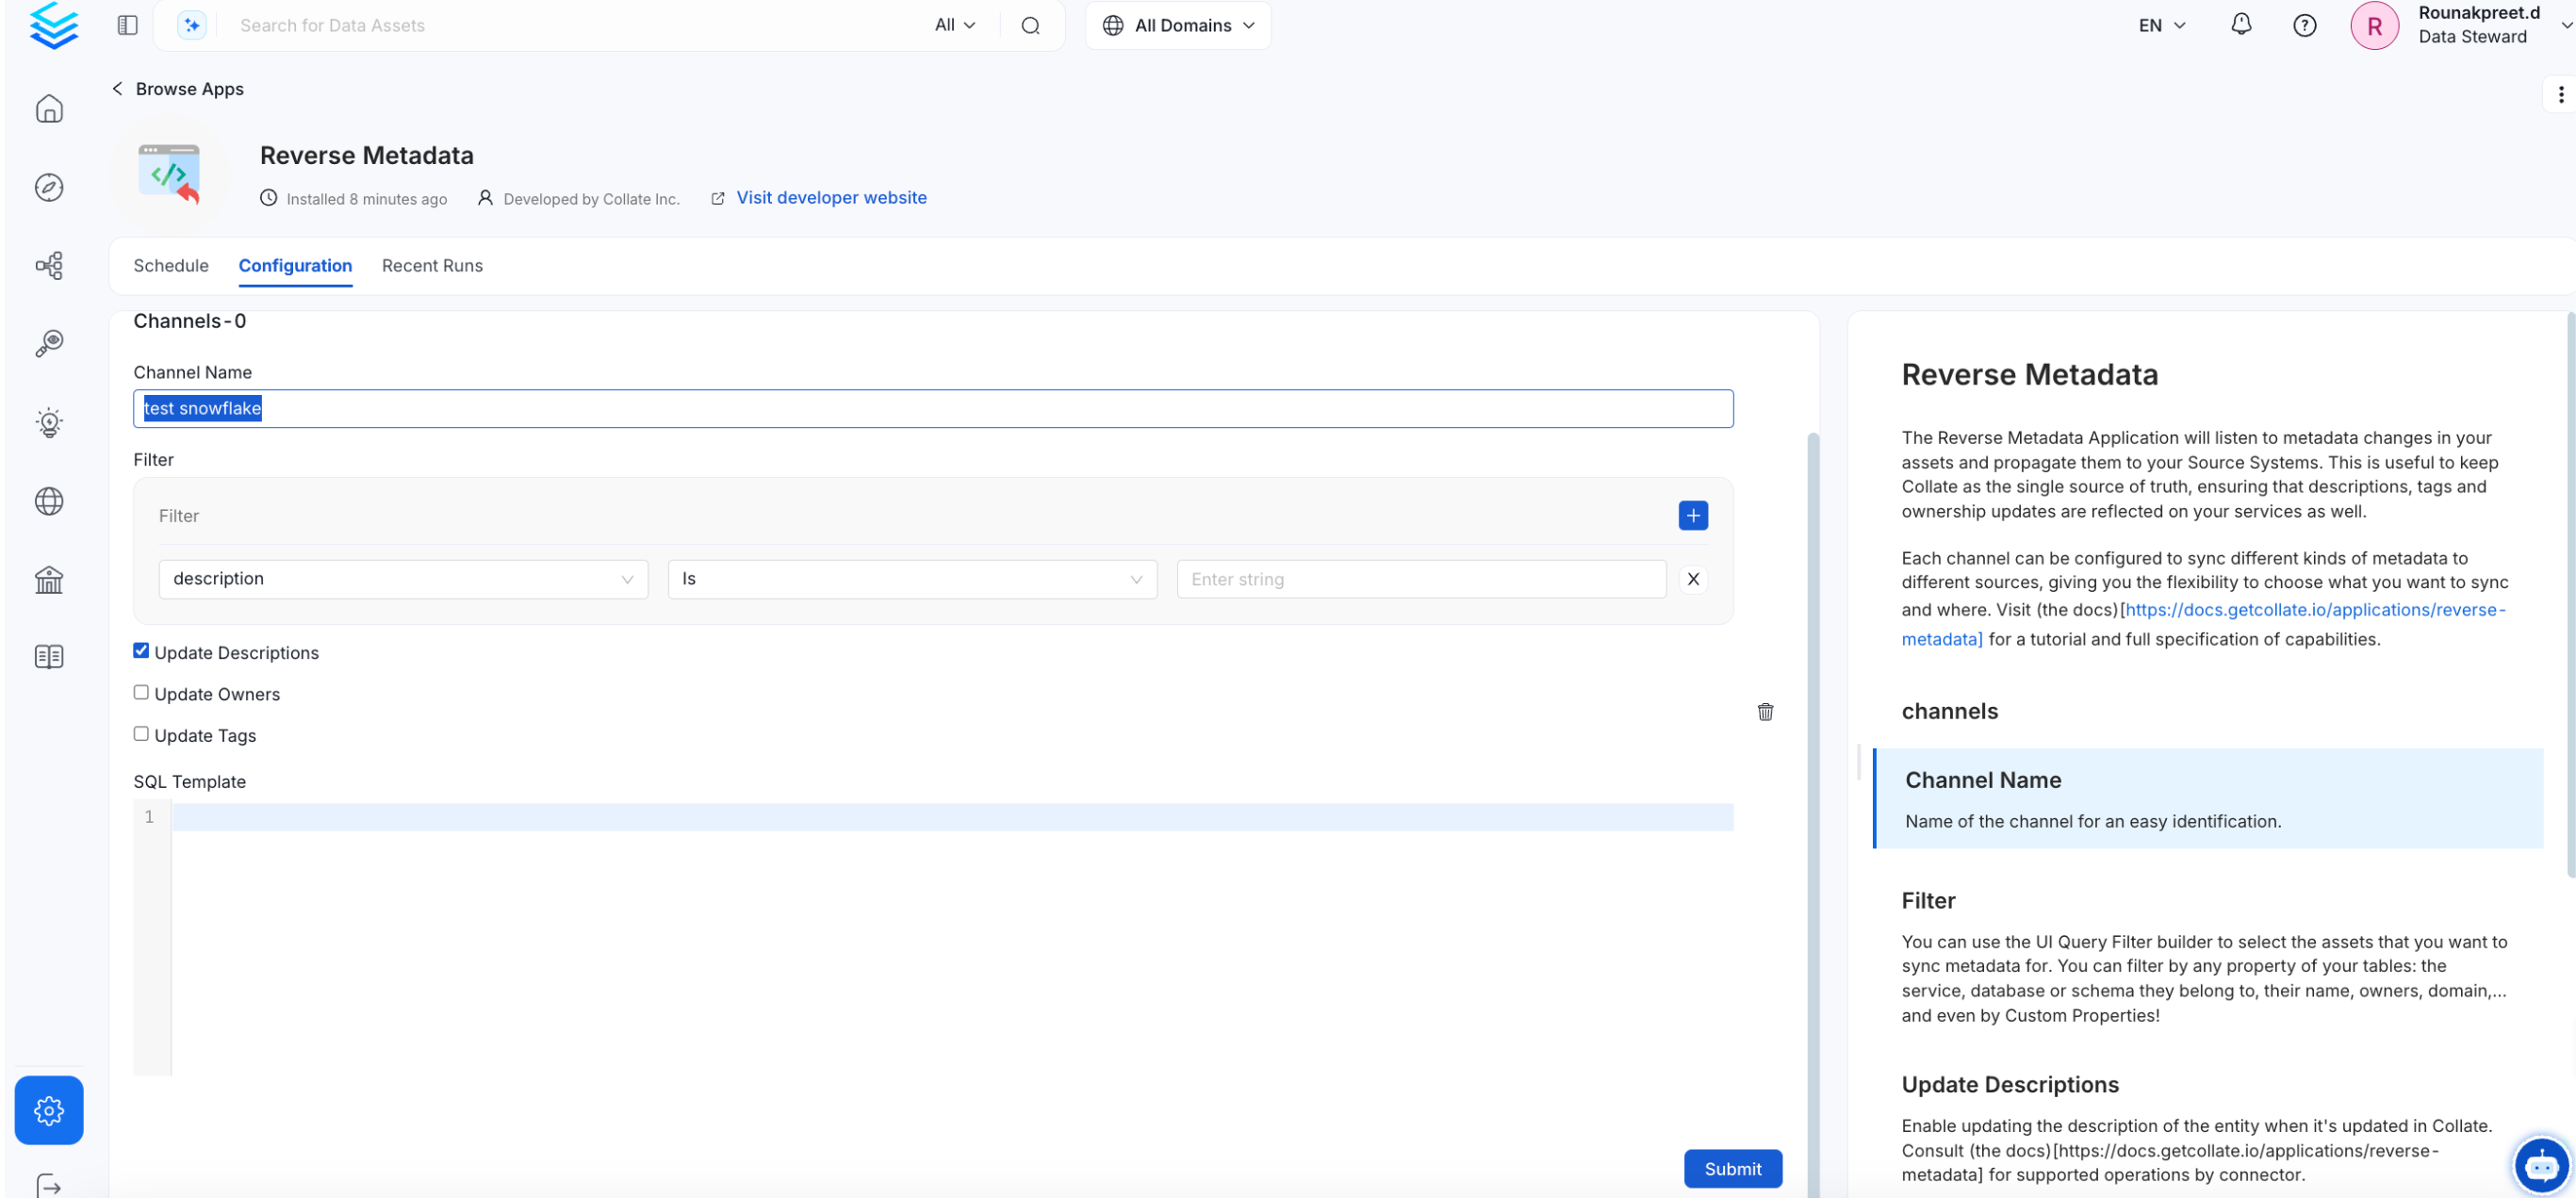 Search for Data Assets
All
All Domains
EN
R
Rounakpreet.d
Data Steward
Browse Apps
Reverse Metadata
Installed 8 minutes ago
Developed by Collate Inc.
Visit developer website
Schedule
Configuration
Recent Runs
Channels-0
Channel Name
test snowflake
Filter
Filter
description
Is
Enter string
X
Update Descriptions
Update Owners
Update Tags
SQL Template
1
Submit
Reverse Metadata
The Reverse Metadata Application will listen to metadata changes in your
assets and propagate them to your Source Systems. This is useful to keep
Collate as the single source of truth, ensuring that descriptions, tags and
ownership updates are reflected on your services as well.
Each channel can be configured to sync different kinds of metadata to
different sources, giving you the flexibility to choose what you want to sync
and where. Visit (the docs)[https://docs.getcollate.io/applications/reverse-
metadata] for a tutorial and full specification of capabilities.
channels
Channel Name
Name of the channel for an easy identification.
Filter
You can use the UI Query Filter builder to select the assets that you want to
sync metadata for. You can filter by any property of your tables: the
service, database or schema they belong to, their name, owners, domain,...
and even by Custom Properties!
Update Descriptions
Enable updating the description of the entity when it's updated in Collate.
Consult (the docs)[https://docs.getcollate.io/applications/reverse-
metadata] for supported operations by connector.